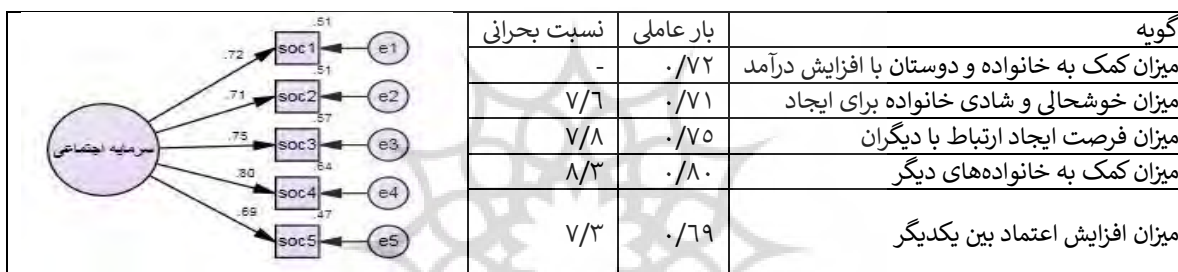 گویه بار عاملی نسبت بحرانی
میزان کمک به خانواده و دوستان با افزایش درآمد ۰/۷۲ -
میزان خوشحالی و شادی خانواده برای ایجاد ۰/۷۱ ۷/٦
میزان فرصت ایجاد ارتباط با دیگران ۰/۷٥ ۷/۸
میزان کمک به خانواده‌های دیگر ۰/۸۰ ۸/۳
میزان افزایش اعتماد بین یکدیگر ۰/٦۹ ۷/۳
سرمایه اجتماعی
.51
.72 soc1 e1
.51
.71 soc2 e2
.57
.75 soc3 e3
.64
.80 soc4 e4
.47
.69 soc5 e5